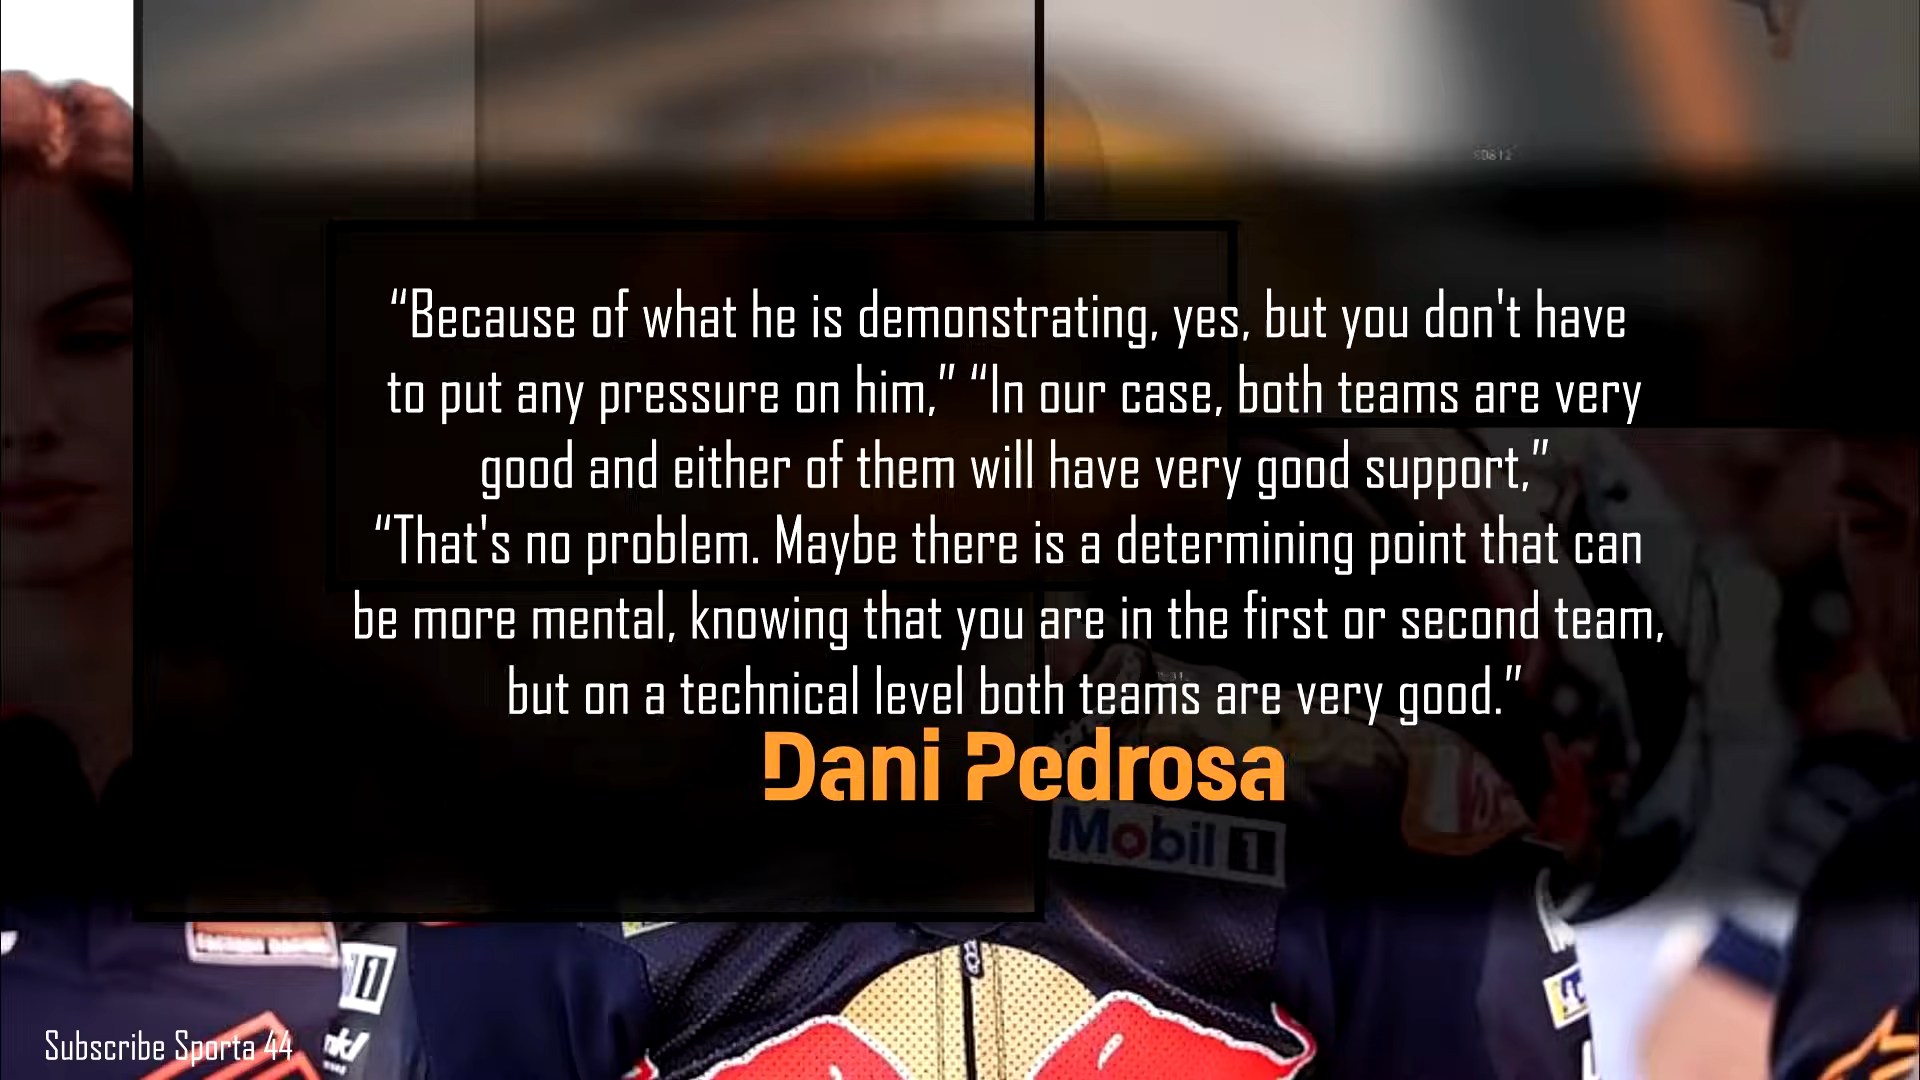 “Because of what he is demonstrating, yes, but you don't have
to put any pressure on him,” “In our case, both teams are very
good and either of them will have very good support,”
“That's no problem. Maybe there is a determining point that can
be more mental, knowing that you are in the first or second team,
but on a technical level both teams are very good.”
Dani Pedrosa
Mobil 1
1
Subscribe Sporta 44